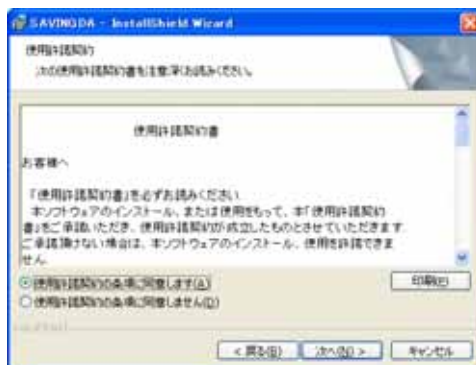 SAVINGDA - InstallShield Wizard
使用許諾契約
次の使用許諾契約書を注意深くお読みください。
使用許諾契約書
お客様へ
「使用許諾契約書」を必ずお読みください
本ソフトウェアのインストール、または使用をもって、本「使用許諾契約
書」をご承諾いただき、使用許諾契約が成立したものとさせていただきます
ご承諾頂けない場合は、本ソフトウェアのインストール、使用を許諾できま
せん
使用許諾契約の条項に同意します(A)
印刷(P)
使用許諾契約の条項に同意しません(D)
< 戻る(B)
次へ(N) >
キャンセル